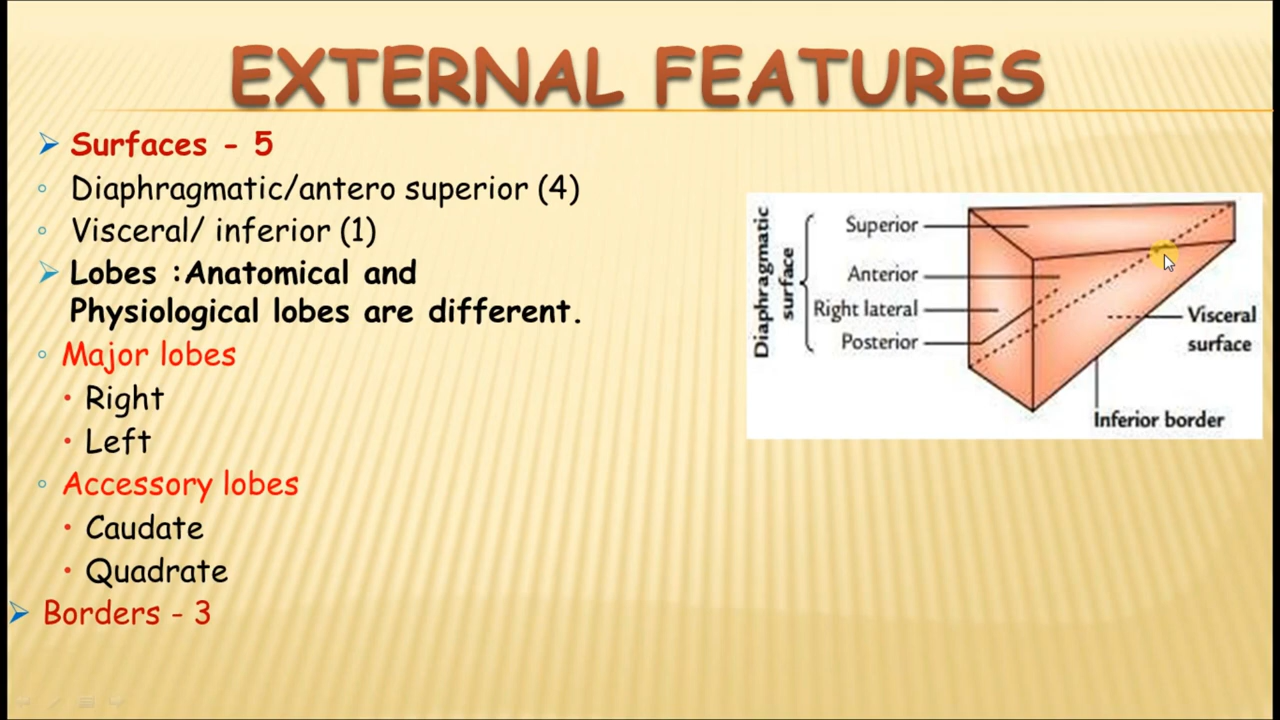 EXTERNAL FEATURES
Surfaces - 5
Diaphragmatic/antero superior (4)
Visceral/ inferior (1)
Lobes :Anatomical and
Physiological lobes are different.
Major lobes
Right
Left
Accessory lobes
Caudate
Quadrate
Borders - 3
Diaphragmatic
surface
Superior
Anterior
Right lateral
Posterior
Visceral
surface
Inferior border